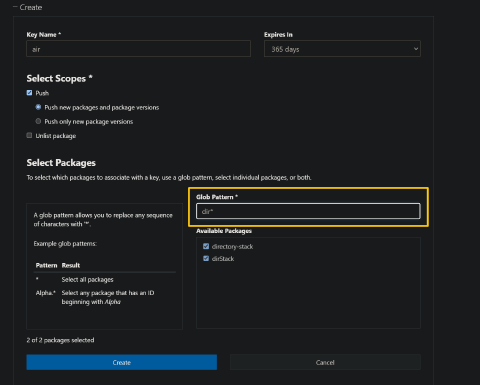 Create
Key Name *
Expires In
air
365 days
Select Scopes *
Push
Push new packages and package versions
Push only new package versions
Unlist package
Select Packages
To select which packages to associate with a key, use a glob pattern, select individual packages, or both.
A glob pattern allows you to replace any sequence
of characters with '*'.
Example glob patterns:
Pattern Result
* Select all packages
Alpha.* Select any package that has an ID
beginning with Alpha
Glob Pattern *
dir*
Available Packages
directory-stack
dirStack
2 of 2 packages selected
Create
Cancel